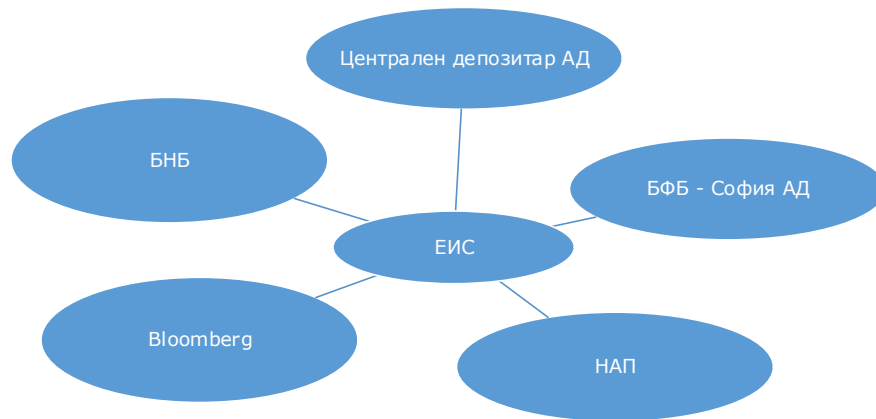 Централен депозитар АД
БНБ
БФБ - София АД
ЕИС
Bloomberg
НАП